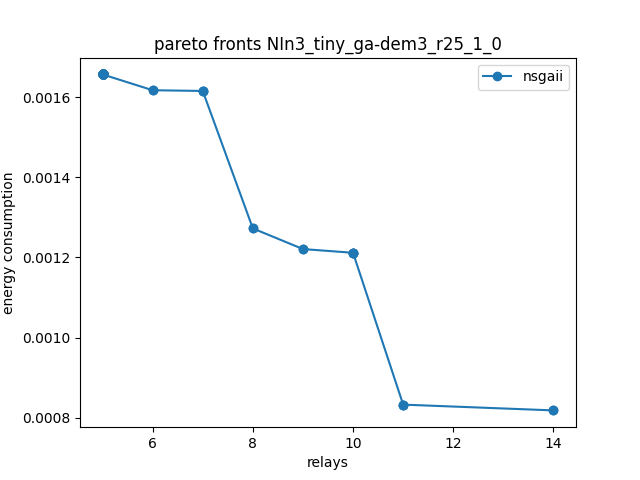 pareto fronts NIn3_tiny_ga-dem3_r25_1_0
nsgaii
energy consumption
0.0016
0.0014
0.0012
0.0010
0.0008
6 8 10 12 14
relays